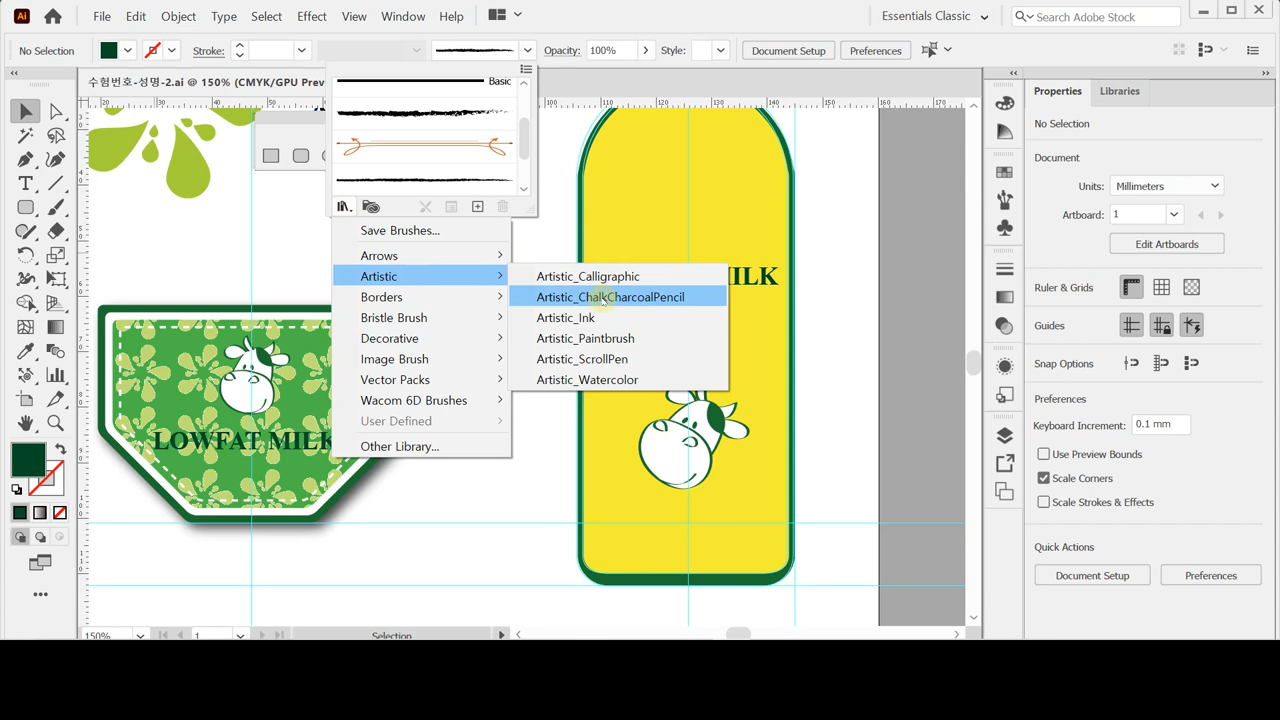 Ai File Edit Object Type Select Effect View Window Help Essentials Classic Search Adobe Stock
No Selection Stroke: Opacity: 100% Style: Document Setup Preferences
수험번호-성명-2.ai @ 150% (CMYK/GPU Prev
Basic
Save Brushes...
Arrows
Artistic
Borders
Bristle Brush
Decorative
Image Brush
Vector Packs
Wacom 6D Brushes
User Defined
Other Library...
Artistic_Calligraphic
Artistic_ChalkCharcoalPencil
Artistic_Ink
Artistic_Paintbrush
Artistic_ScrollPen
Artistic_Watercolor
LOWFAT MILK
MILK
Properties Libraries
No Selection
Document
Units: Millimeters
Artboard: 1
Edit Artboards
Ruler & Grids
Guides
Snap Options
Preferences
Keyboard Increment: 0.1 mm
Use Preview Bounds
Scale Corners
Scale Strokes & Effects
Quick Actions
Document Setup Preferences
150% 1 Selection